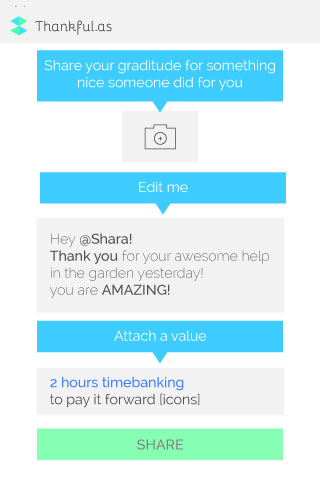 Thankful.as
Share your graditude for something
nice someone did for you
Edit me
Hey @Shara!
Thank you for your awesome help
in the garden yesterday!
you are AMAZING!
Attach a value
2 hours timebanking
to pay it forward [icons]
SHARE